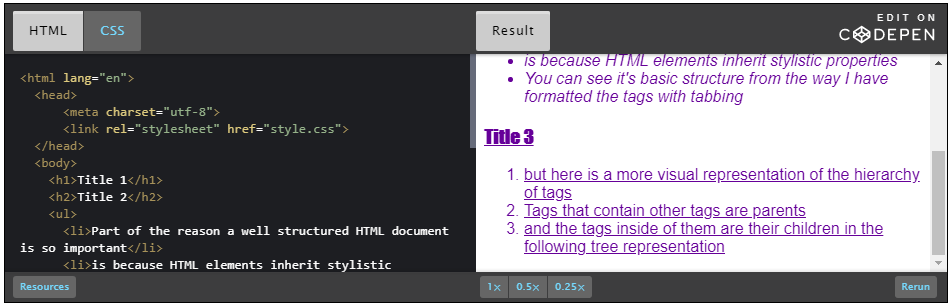 HTML
CSS
Result
EDIT ON
CODEPEN
<html lang="en">
<head>
<meta charset="utf-8">
<link rel="stylesheet" href="style.css">
</head>
<body>
<h1>Title 1</h1>
<h2>Title 2</h2>
<ul>
<li>Part of the reason a well structured HTML document
is so important</li>
<li>is because HTML elements inherit stylistic
• is because HTML elements inherit stylistic properties
• You can see it's basic structure from the way I have
formatted the tags with tabbing
Title 3
1. but here is a more visual representation of the hierarchy
of tags
2. Tags that contain other tags are parents
3. and the tags inside of them are their children in the
following tree representation
Resources
1x
0.5x
0.25x
Rerun